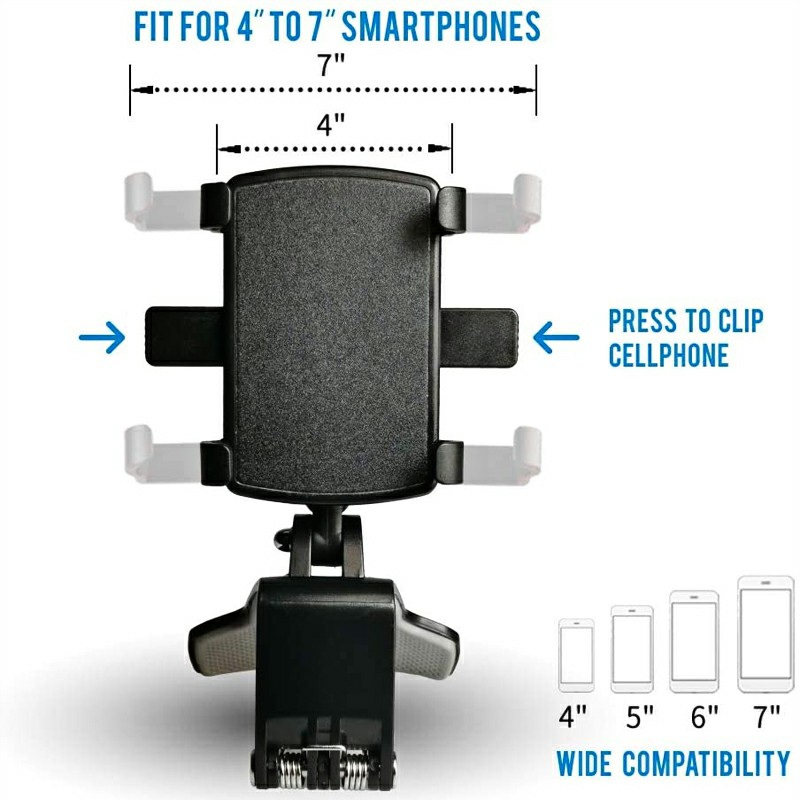 FIT FOR 4" TO 7" SMARTPHONES
7"
4"
PRESS TO CLIP
CELLPHONE
4" 5" 6" 7"
WIDE COMPATIBILITY